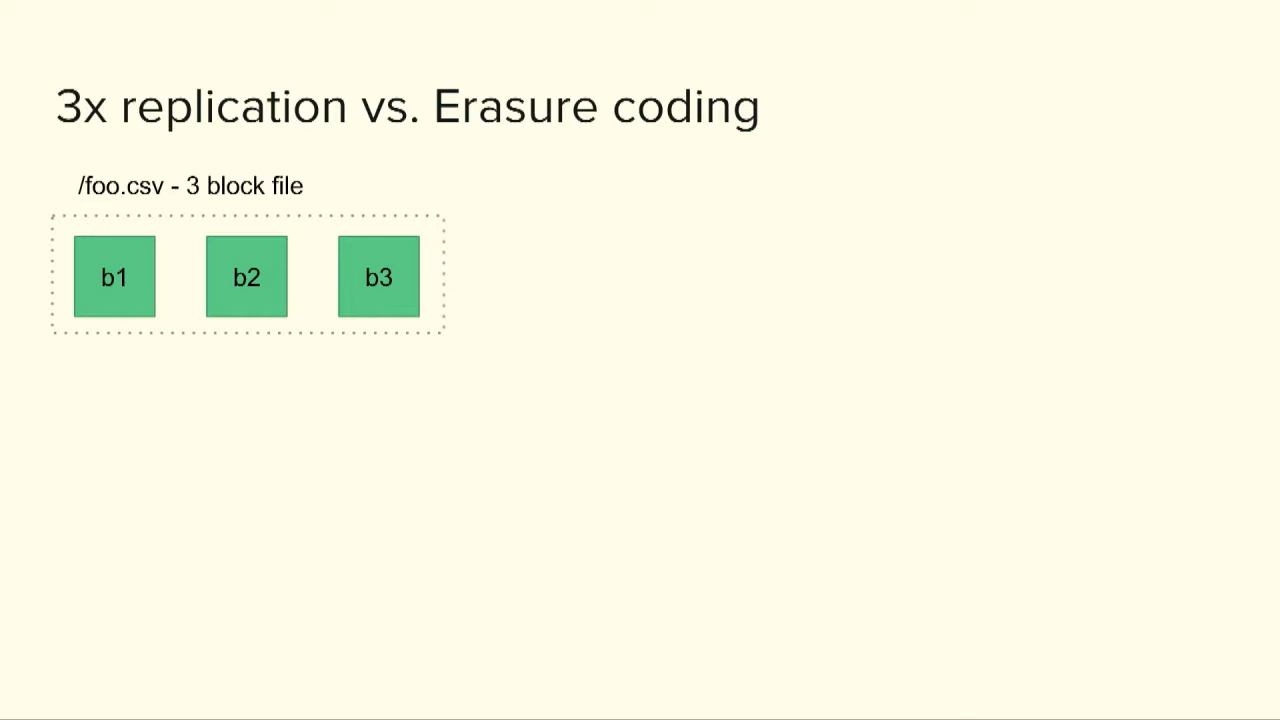 3x replication vs. Erasure coding
/foo.csv - 3 block file
b1 b2 b3